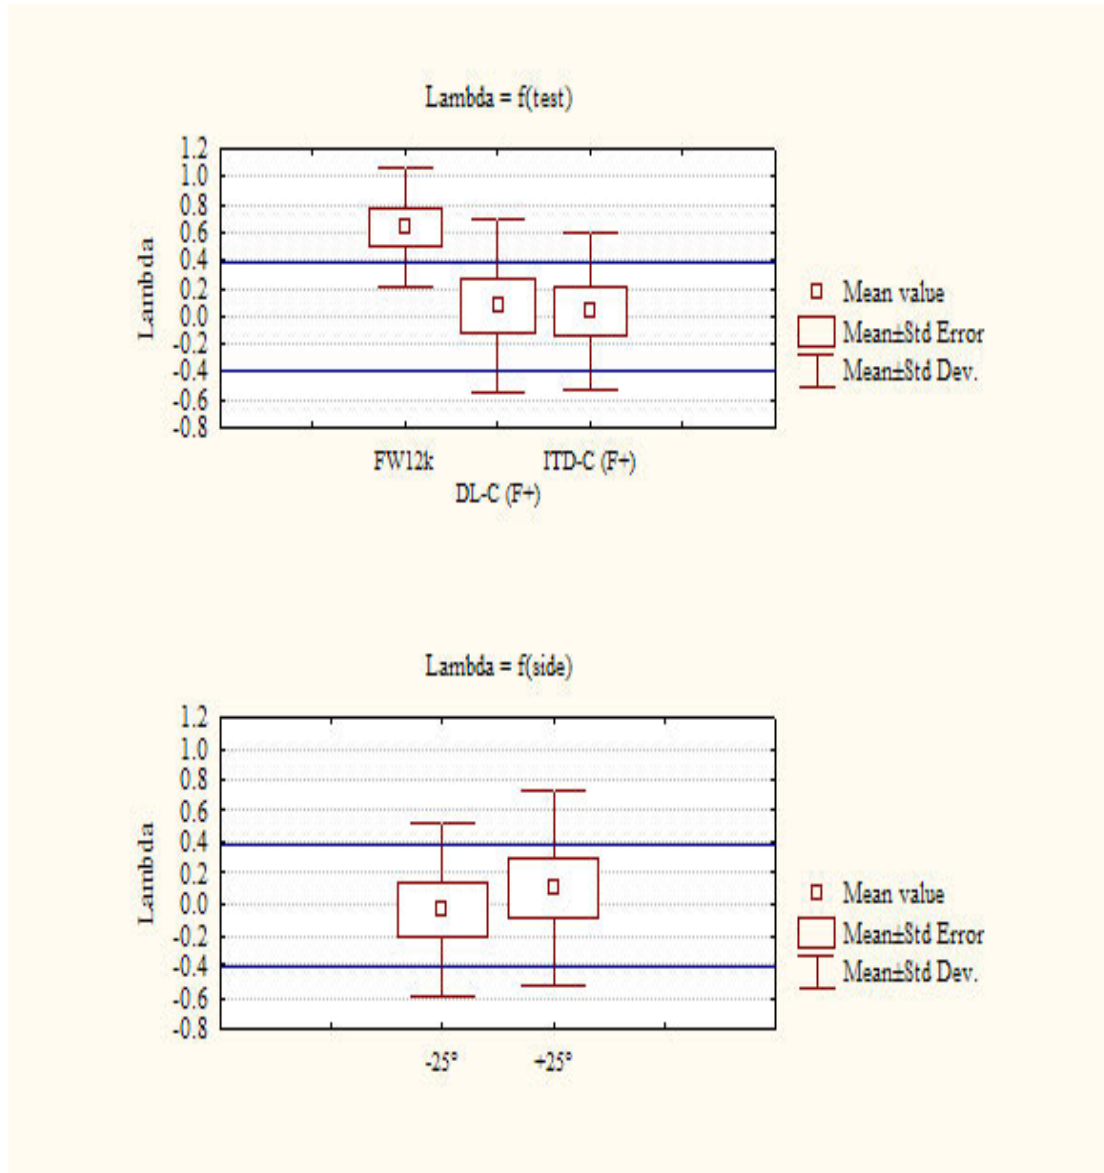 Lambda = f(test)
Lambda
1.2
1.0
0.8
0.6
0.4
0.2
0.0
-0.2
-0.4
-0.6
-0.8
FW12k
ITD-C (F+)
DL-C (F+)
Mean value
Mean±Std Error
Mean±Std Dev.
Lambda = f(side)
Lambda
1.2
1.0
0.8
0.6
0.4
0.2
0.0
-0.2
-0.4
-0.6
-0.8
-25°
+25°
Mean value
Mean±Std Error
Mean±Std Dev.